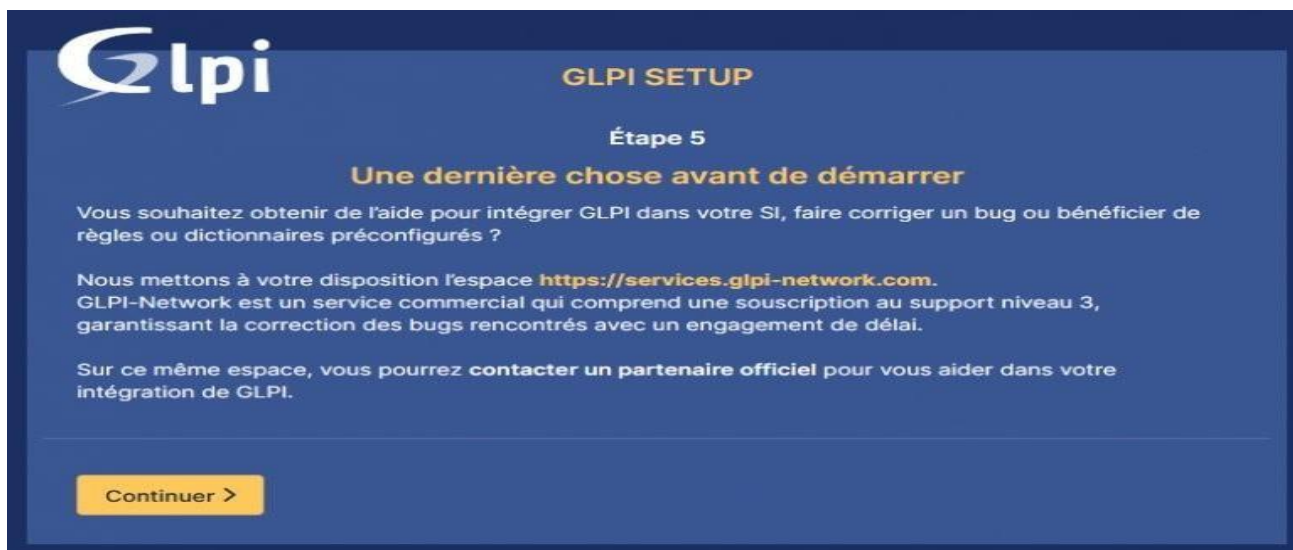 Glpi
GLPI SETUP
Étape 5
Une dernière chose avant de démarrer
Vous souhaitez obtenir de l'aide pour intégrer GLPI dans votre SI, faire corriger un bug ou bénéficier de
règles ou dictionnaires préconfigurés ?
Nous mettons à votre disposition l'espace https://services.glpi-network.com.
GLPI-Network est un service commercial qui comprend une souscription au support niveau 3,
garantissant la correction des bugs rencontrés avec un engagement de délai.
Sur ce même espace, vous pourrez contacter un partenaire officiel pour vous aider dans votre
intégration de GLPI.
Continuer >